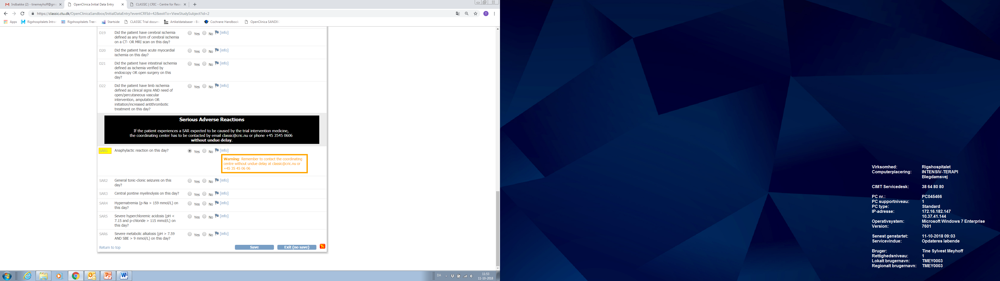 Indbakke (2) - tinemeyhoff@gm
OpenClinica Initial Data Entry
CLASSIC | CRIC - Centre for Rese
https://classic.ctu.dk/OpenClinicaSandbox/InitialDataEntry?eventCRFId=42&exitTo=ViewStudySubject?id=2
T
Apps
Rigshospitalets Intrar
Rigshospitalets Træn
Startside
CLASSIC Trial docum
Artikeldatabaser - Bi
Cochrane Handbook
OpenClinica SANDBO
D19 Did the patient have cerebral ischemia Yes No [info]
defined as any form of cerebral ischemia
on a CT- OR MRI scan on this day?
D20 Did the patient have acute myocardial Yes No [info]
ischemia on this day?
D21 Did the patient have intestinal ischemia Yes No [info]
defined as ischemia verified by
endoscopy OR open surgery on this
day?
D22 Did the patient have limb ischemia Yes No [info]
defined as clinical signs AND need of
open/percutaneous vascular
intervention, amputation OR
initiation/increased antithrombotic
treatment on this day?
Serious Adverse Reactions
If the patient experiences a SAR expected to be caused by the trial intervention medicine,
the coordinating center has to be contacted by email classic@cric.nu or phone +45 3545 0606
without undue delay.
SAR1 Anaphylactic reaction on this day? Yes No [info]
Warning: Remember to contact the coordinating
centre without undue delay at classic@cric.nu or
+45 35 45 06 06
SAR2 General tonic-clonic seizures on this Yes No [info]
day?
SAR3 Central pontine myelinolysis on this day? Yes No [info]
SAR4 Hypernatremia (p-Na > 159 mmol/L) on Yes No [info]
this day?
SAR5 Severe hyperchloremic acidosis (pH < Yes No [info]
7.15 and p-chloride > 115 mmol/L) on
this day?
SAR6 Severe metabolic alkalosis (pH > 7.59 Yes No [info]
AND SBE > 9 mmol/L) on this day?
Return to top Save Exit (no save)
DA
11:53
11-10-2018
Virksomhed: Rigshospitalet
Computerplacering: INTENSIV-TERAPI
Blegdamsvej
CIMT Servicedesk: 38 64 80 80
PC nr.: PC045466
PC supportniveau: 1
PC type: Standard
IP-adresse: 172.16.182.147
10.37.41.144
Operativsystem: Microsoft Windows 7 Enterprise
Version: 7601
Senest genstartet: 11-10-2018 09:03
Servicevindue: Opdateres løbende
Bruger: Tine Sylvest Meyhoff
Rettighedsniveau: 1
Lokalt brugernavn: TMEY0003
Regionalt brugernavn: TMEY0003